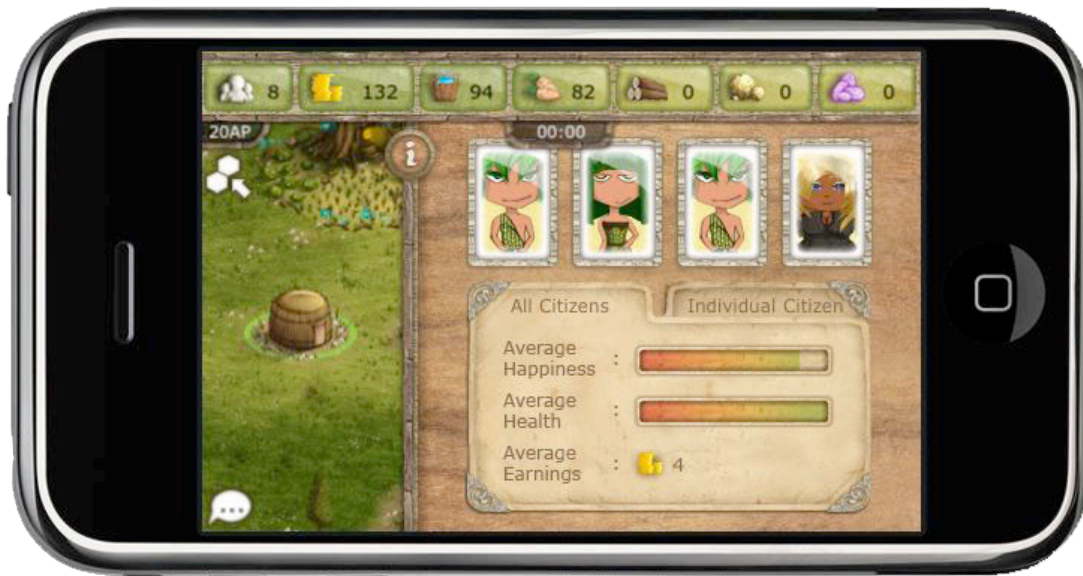 8 132 94 82 0 0 0
20AP
i
00:00
All Citizens
Individual Citizen
Average
Happiness :
Average
Health :
Average
Earnings : 4